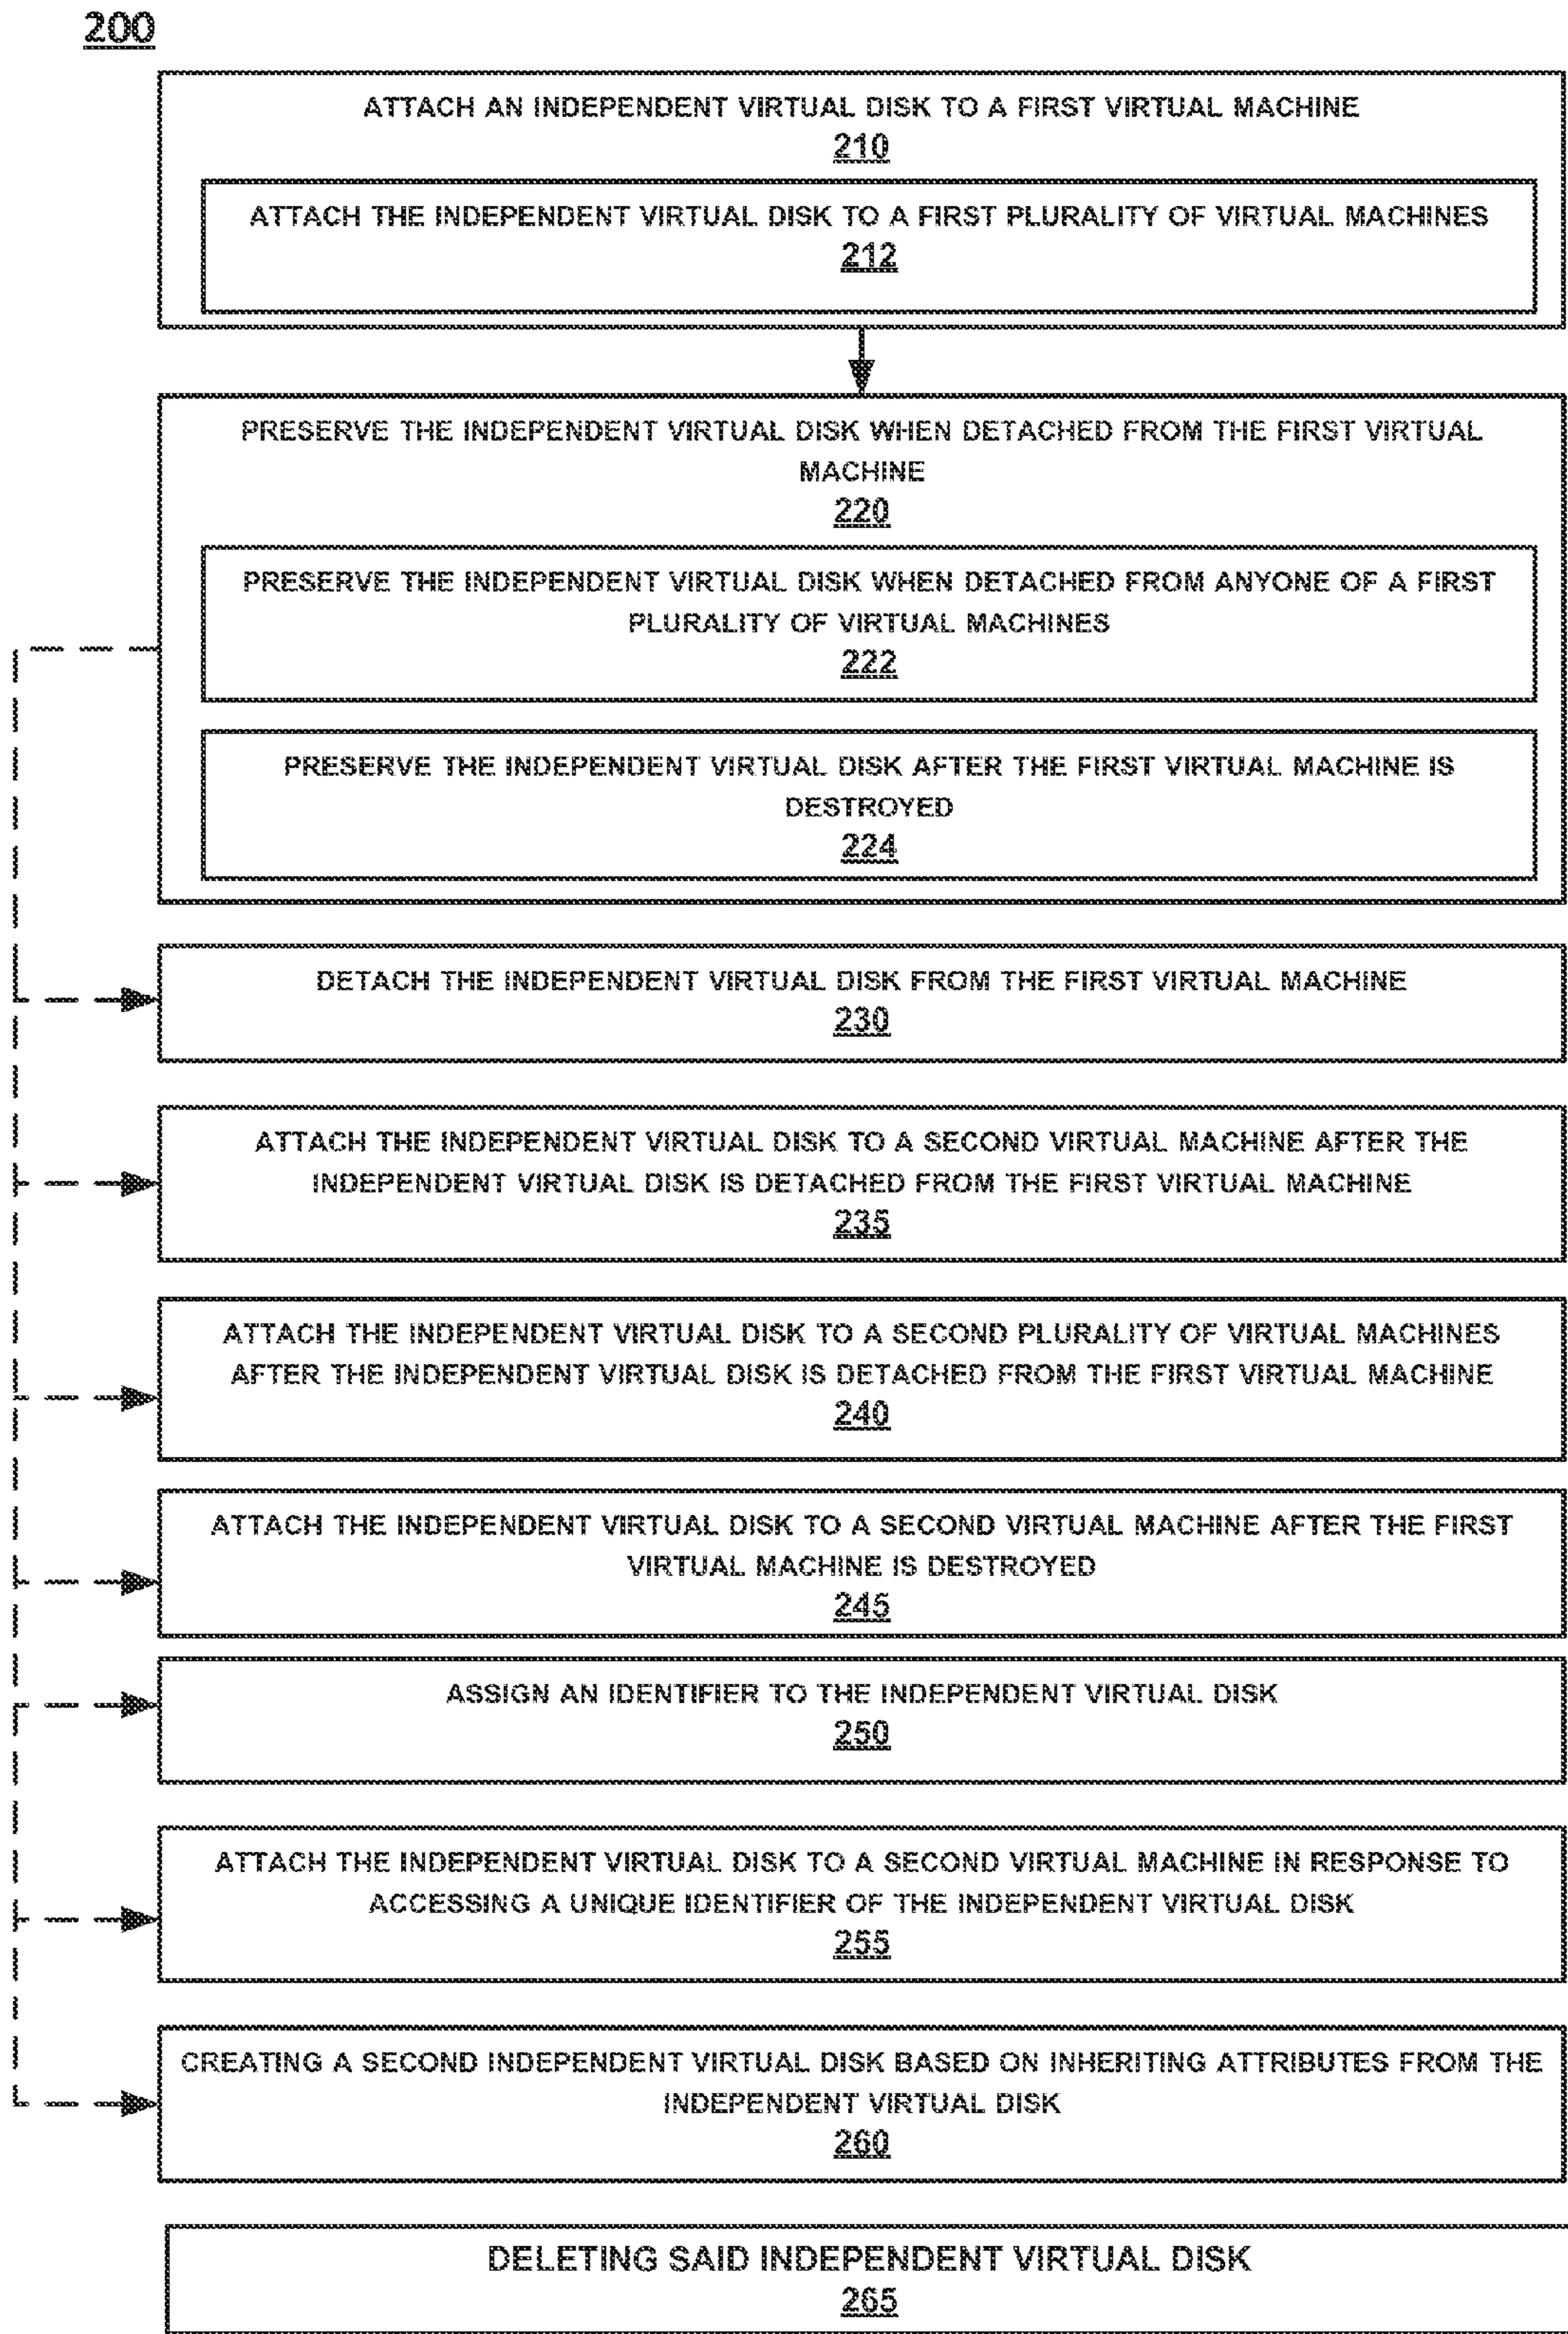 200
ATTACH AN INDEPENDENT VIRTUAL DISK TO A FIRST VIRTUAL MACHINE
210
ATTACH THE INDEPENDENT VIRTUAL DISK TO A FIRST PLURALITY OF VIRTUAL MACHINES
212
PRESERVE THE INDEPENDENT VIRTUAL DISK WHEN DETACHED FROM THE FIRST VIRTUAL
MACHINE
220
PRESERVE THE INDEPENDENT VIRTUAL DISK WHEN DETACHED FROM ANYONE OF A FIRST
PLURALITY OF VIRTUAL MACHINES
222
PRESERVE THE INDEPENDENT VIRTUAL DISK AFTER THE FIRST VIRTUAL MACHINE IS
DESTROYED
224
DETACH THE INDEPENDENT VIRTUAL DISK FROM THE FIRST VIRTUAL MACHINE
230
ATTACH THE INDEPENDENT VIRTUAL DISK TO A SECOND VIRTUAL MACHINE AFTER THE
INDEPENDENT VIRTUAL DISK IS DETACHED FROM THE FIRST VIRTUAL MACHINE
235
ATTACH THE INDEPENDENT VIRTUAL DISK TO A SECOND PLURALITY OF VIRTUAL MACHINES
AFTER THE INDEPENDENT VIRTUAL DISK IS DETACHED FROM THE FIRST VIRTUAL MACHINE
240
ATTACH THE INDEPENDENT VIRTUAL DISK TO A SECOND VIRTUAL MACHINE AFTER THE FIRST
VIRTUAL MACHINE IS DESTROYED
245
ASSIGN AN IDENTIFIER TO THE INDEPENDENT VIRTUAL DISK
250
ATTACH THE INDEPENDENT VIRTUAL DISK TO A SECOND VIRTUAL MACHINE IN RESPONSE TO
ACCESSING A UNIQUE IDENTIFIER OF THE INDEPENDENT VIRTUAL DISK
255
CREATING A SECOND INDEPENDENT VIRTUAL DISK BASED ON INHERITING ATTRIBUTES FROM THE
INDEPENDENT VIRTUAL DISK
260
DELETING SAID INDEPENDENT VIRTUAL DISK
265